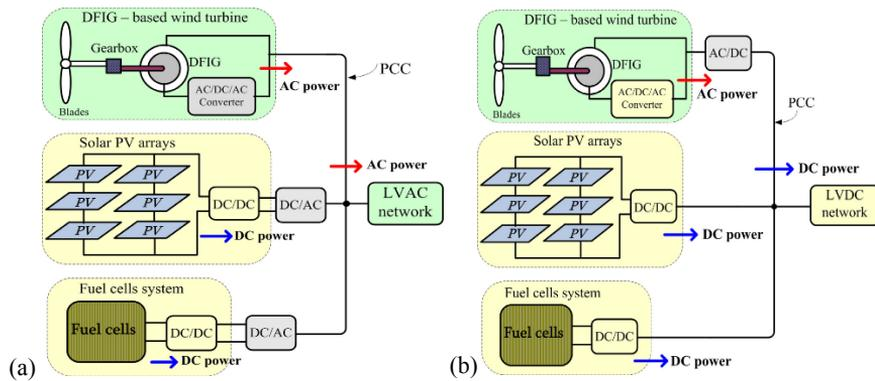 DFIG – based wind turbine
Gearbox
DFIG
AC/DC/AC
Converter
Blades
AC power
PCC
Solar PV arrays
PV PV
PV PV
PV PV
DC/DC
DC/AC
DC power
AC power
LVAC
network
Fuel cells system
Fuel cells
DC/DC
DC/AC
DC power
(a)
DFIG – based wind turbine
Gearbox
DFIG
AC/DC/AC
Converter
Blades
AC power
AC/DC
PCC
Solar PV arrays
PV PV
PV PV
PV PV
DC/DC
DC power
DC power
LVDC
network
Fuel cells system
Fuel cells
DC/DC
DC power
(b)